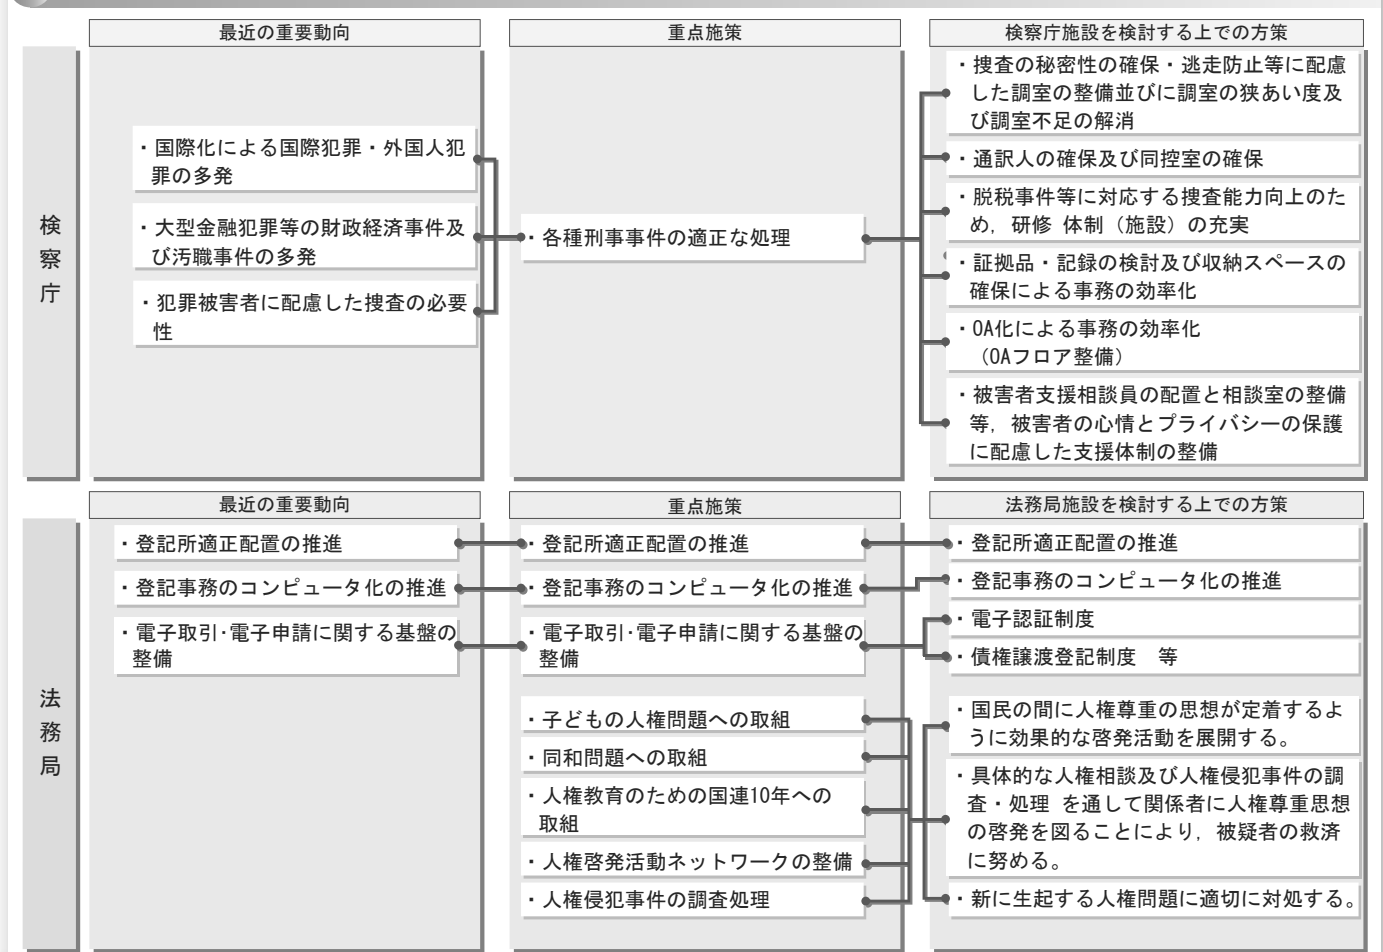 検察庁
最近の重要動向
・国際化による国際犯罪・外国人犯
罪の多発
・大型金融犯罪等の財政経済事件及
び汚職事件の多発
・犯罪被害者に配慮した捜査の必要
性
重点施策
・各種刑事事件の適正な処理
検察庁施設を検討する上での方策
・捜査の秘密性の確保・逃走防止等に配慮
した調室の整備並びに調室の狭あい度及
び調室不足の解消
・通訳人の確保及び同控室の確保
・脱税事件等に対応する捜査能力向上のた
め，研修 体制（施設）の充実
・証拠品・記録の検討及び収納スペースの
確保による事務の効率化
・OA化による事務の効率化
（OAフロア整備）
・被害者支援相談員の配置と相談室の整備
等，被害者の心情とプライバシーの保護
に配慮した支援体制の整備
法務局
最近の重要動向
・登記所適正配置の推進
・登記事務のコンピュータ化の推進
・電子取引･電子申請に関する基盤の
整備
重点施策
・登記所適正配置の推進
・登記事務のコンピュータ化の推進
・電子取引･電子申請に関する基盤の
整備
・子どもの人権問題への取組
・同和問題への取組
・人権教育のための国連10年への
取組
・人権啓発活動ネットワークの整備
・人権侵犯事件の調査処理
法務局施設を検討する上での方策
・登記所適正配置の推進
・登記事務のコンピュータ化の推進
・電子認証制度
・債権譲渡登記制度　等
・国民の間に人権尊重の思想が定着するよ
うに効果的な啓発活動を展開する。
・具体的な人権相談及び人権侵犯事件の調
査・処理 を通して関係者に人権尊重思想
の啓発を図ることにより，被疑者の救済
に努める。
・新に生起する人権問題に適切に対処する。